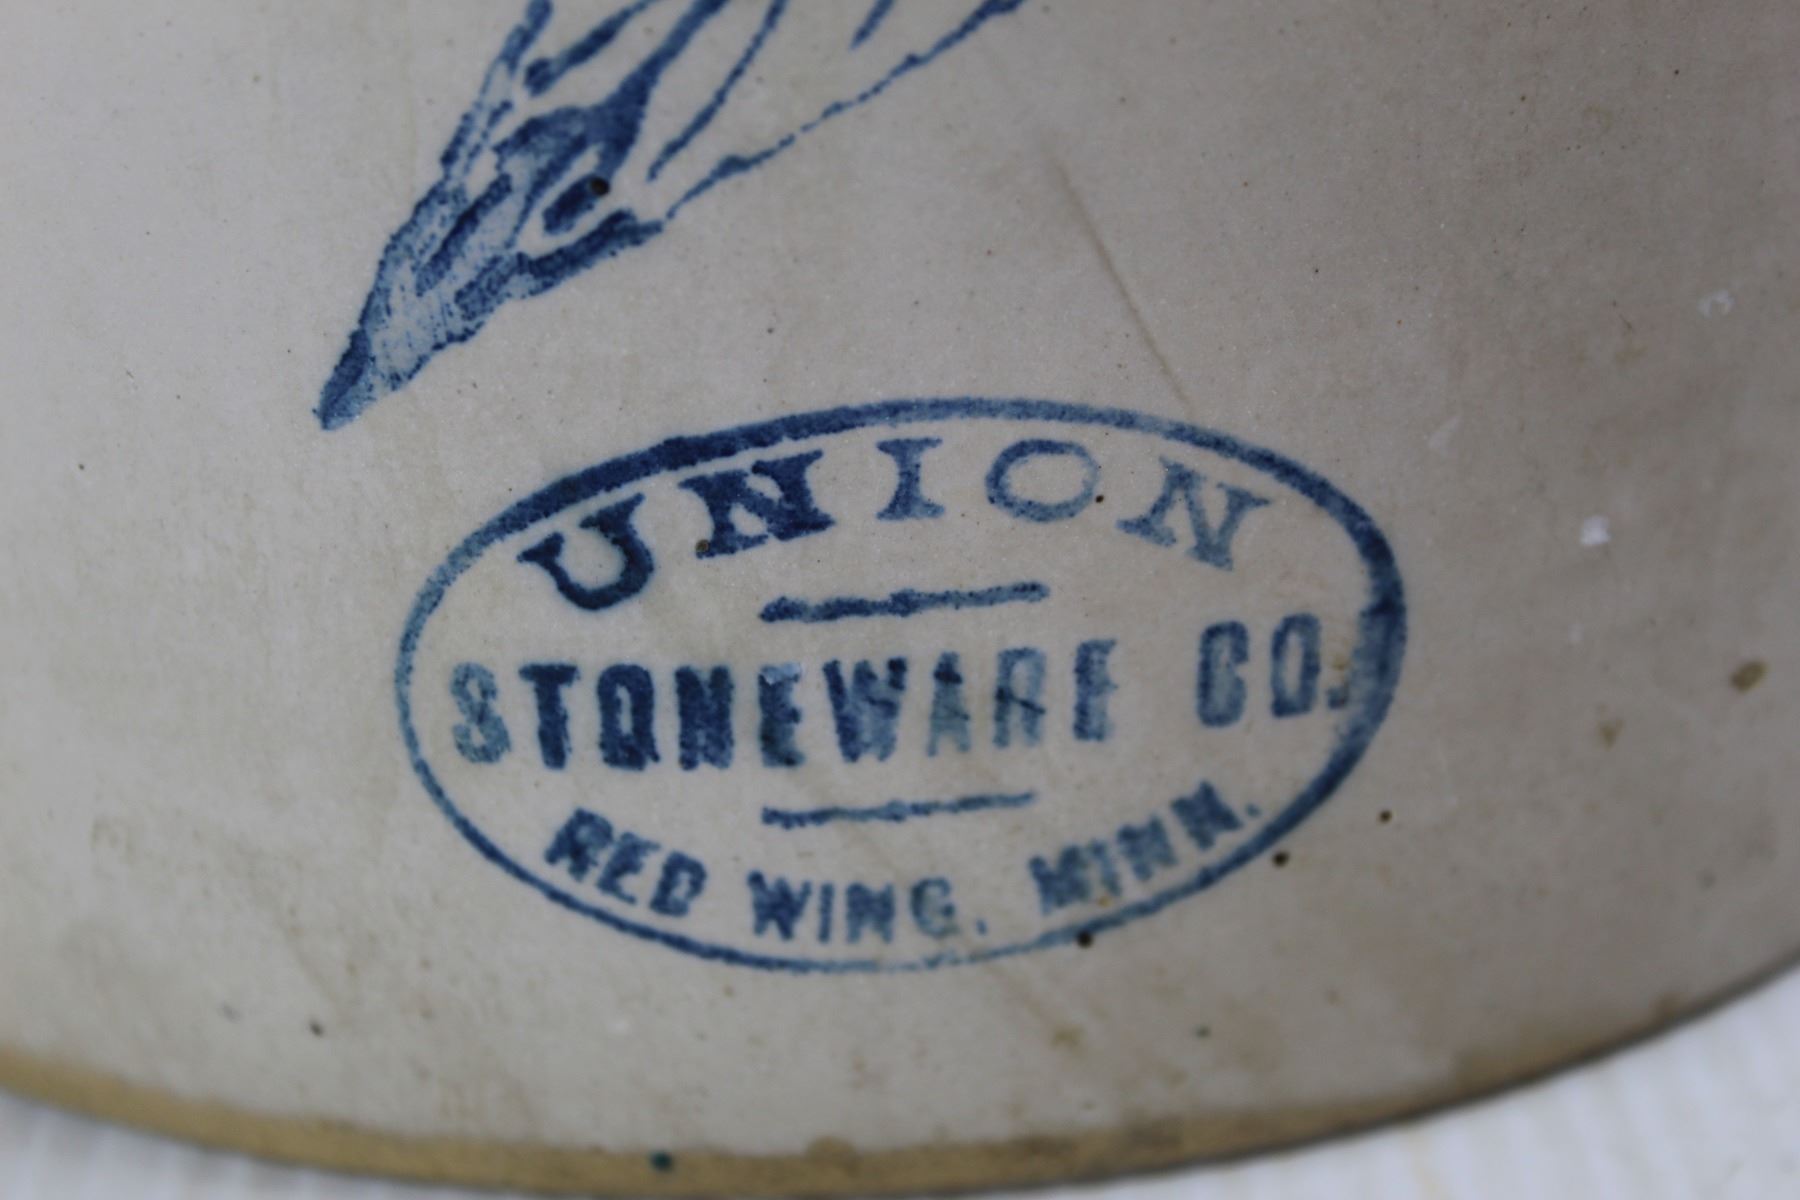 UNION
STONEWARE CO.
RED WING, MINN.